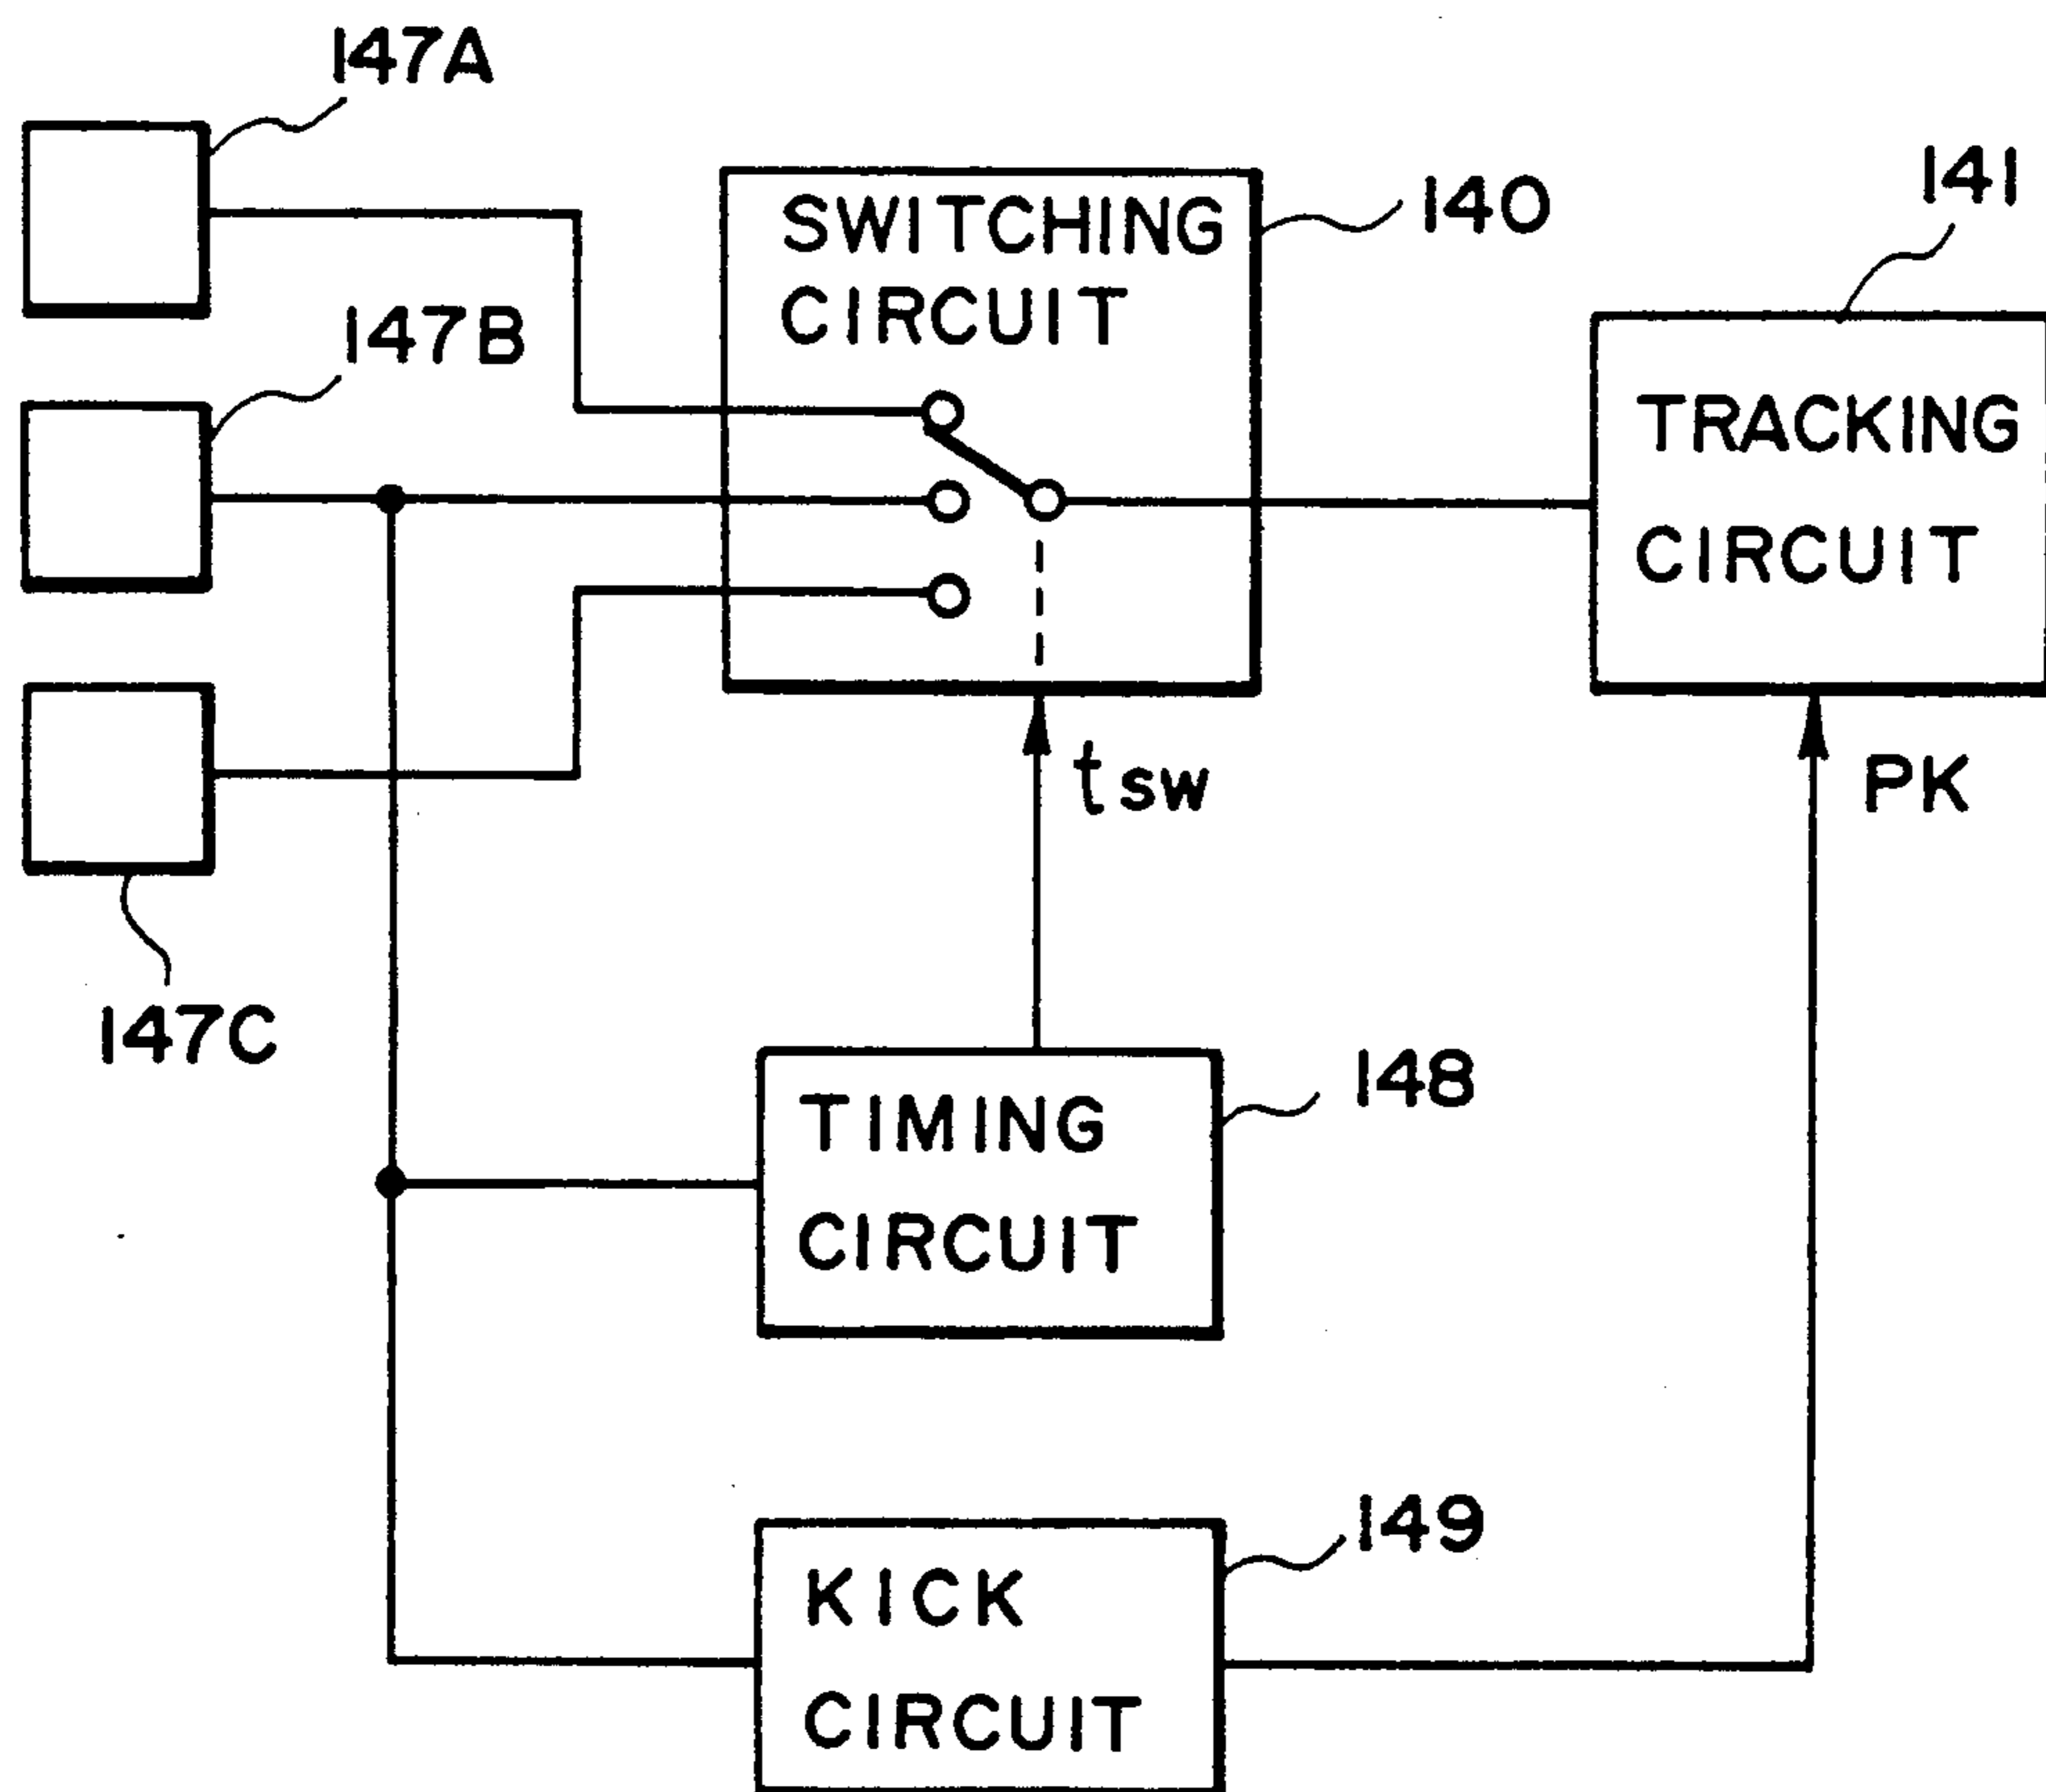 147A
147B
147C
SWITCHING
CIRCUIT
140
141
TRACKING
CIRCUIT
tsw
PK
TIMING
CIRCUIT
148
KICK
CIRCUIT
149